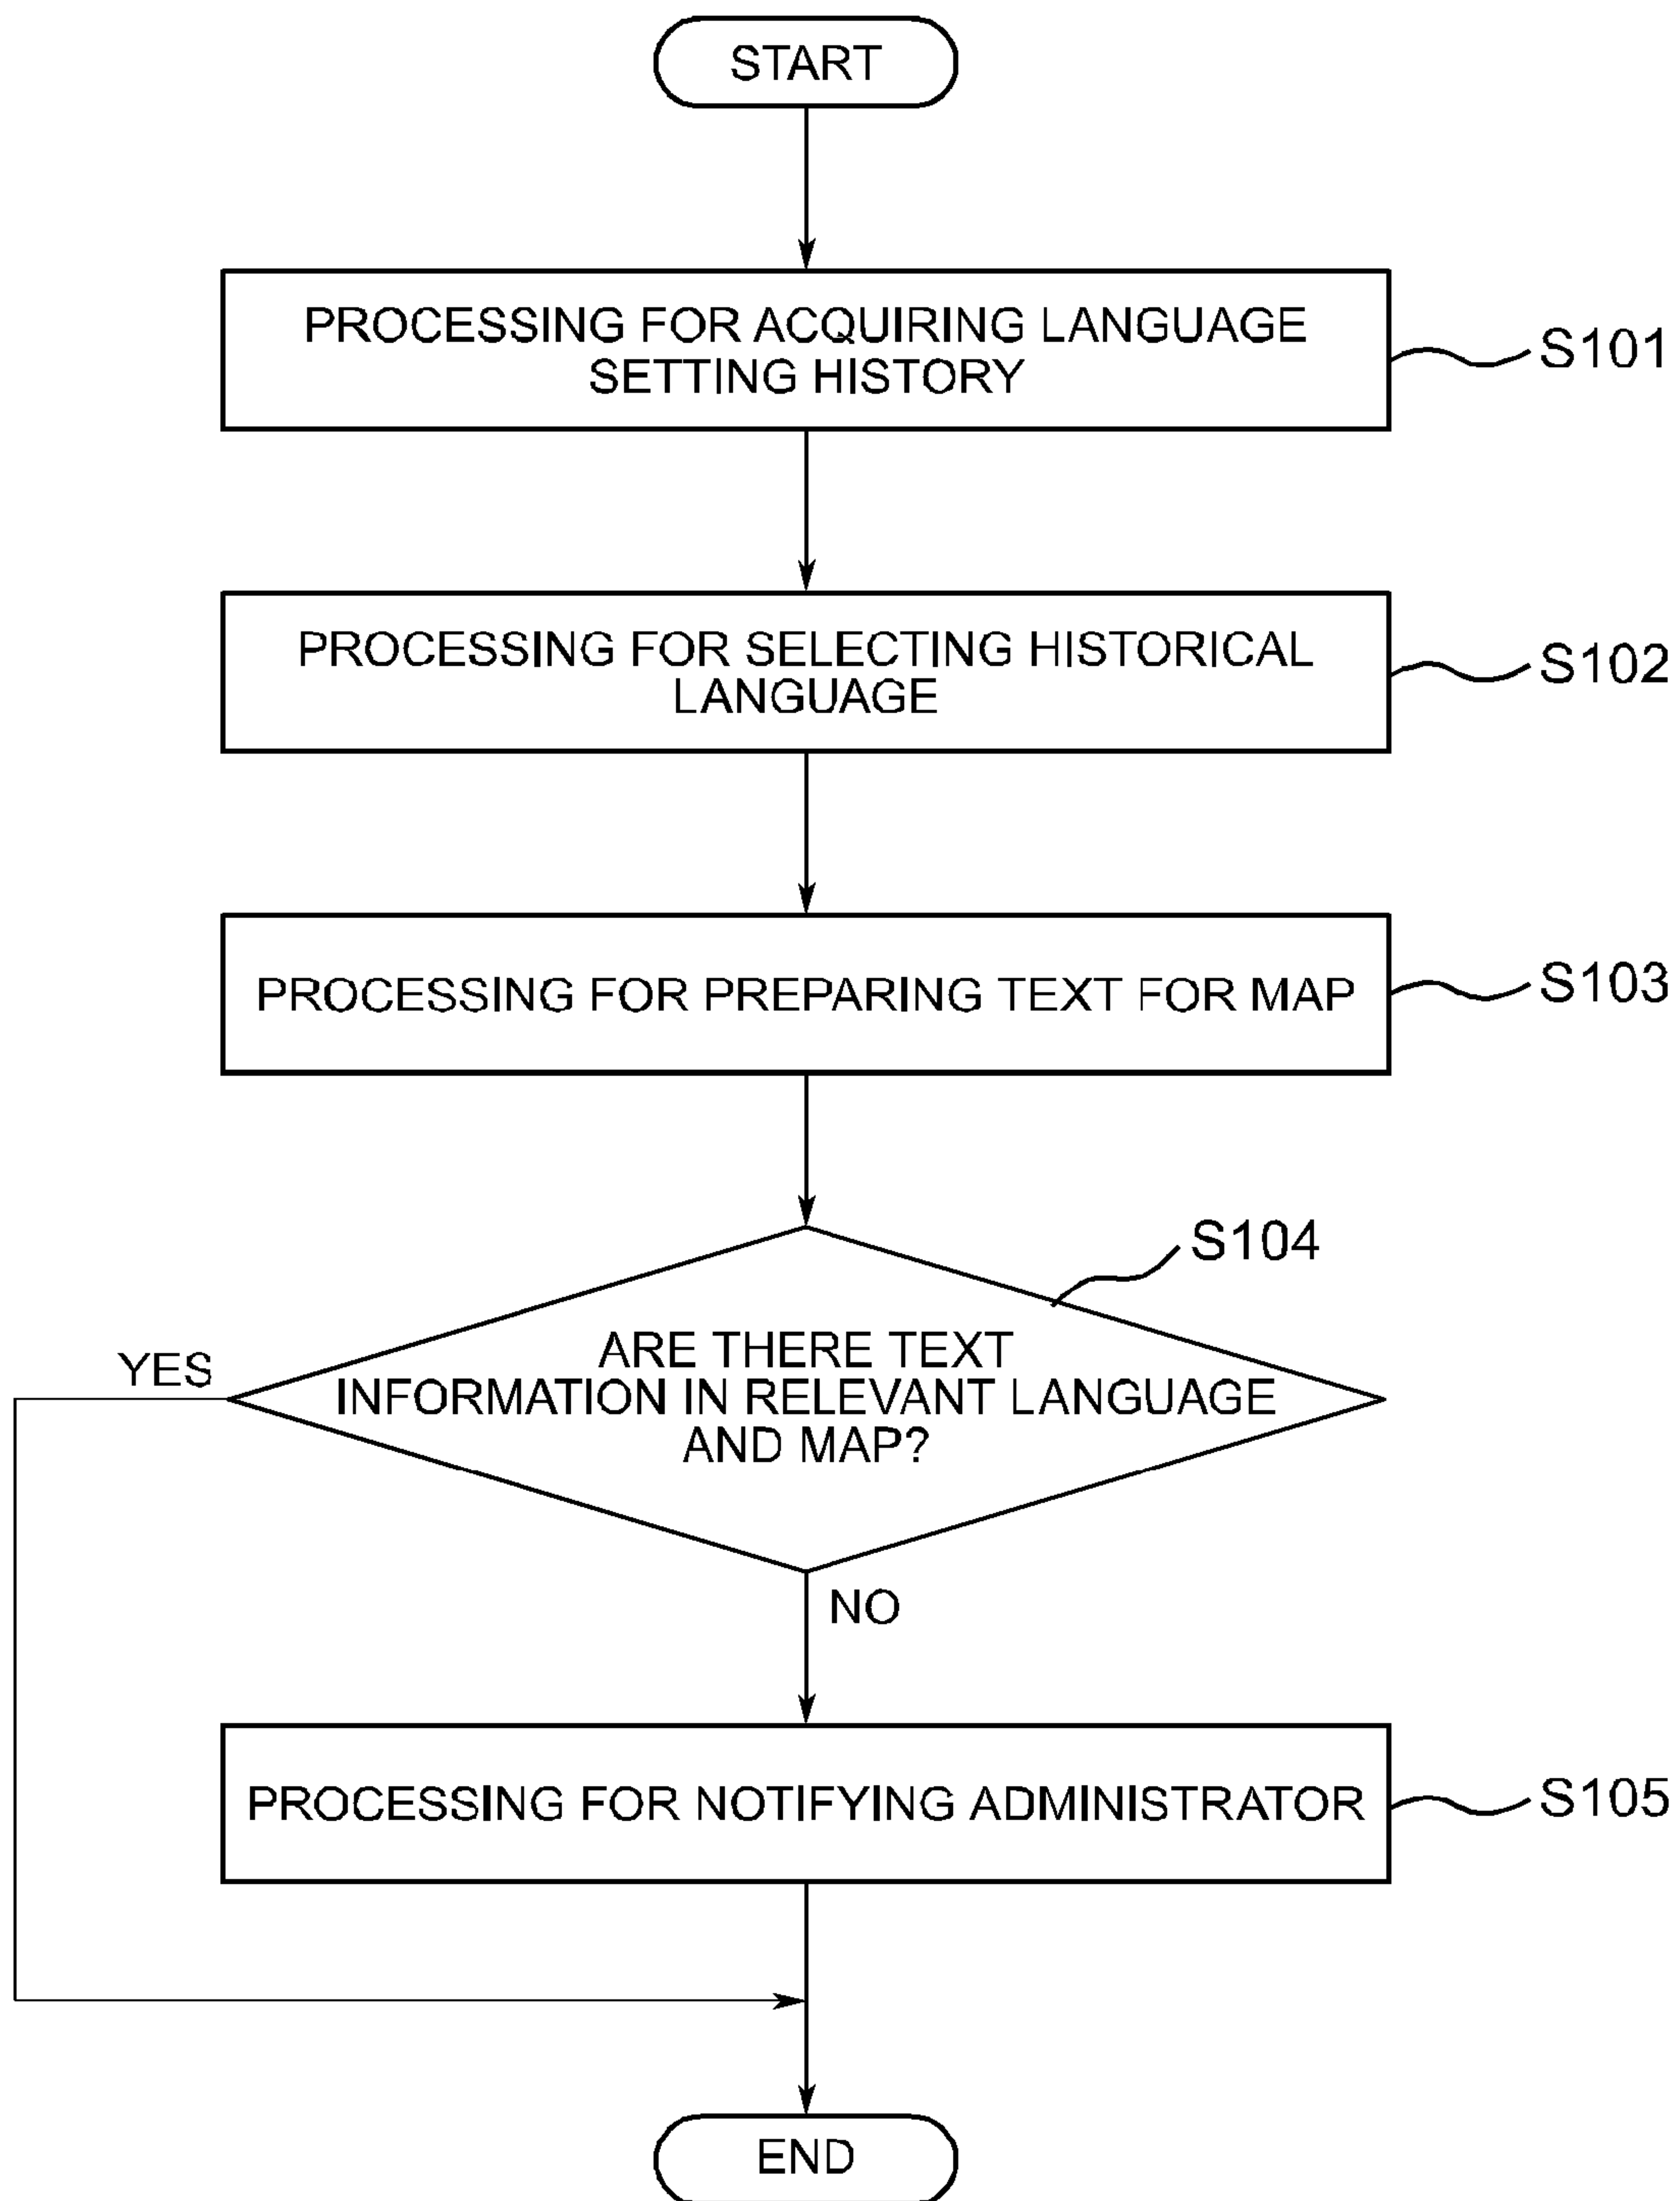 START
PROCESSING FOR ACQUIRING LANGUAGE
SETTING HISTORY
S101
PROCESSING FOR SELECTING HISTORICAL
LANGUAGE
S102
PROCESSING FOR PREPARING TEXT FOR MAP
S103
S104
ARE THERE TEXT
INFORMATION IN RELEVANT LANGUAGE
AND MAP?
YES
NO
PROCESSING FOR NOTIFYING ADMINISTRATOR
S105
END